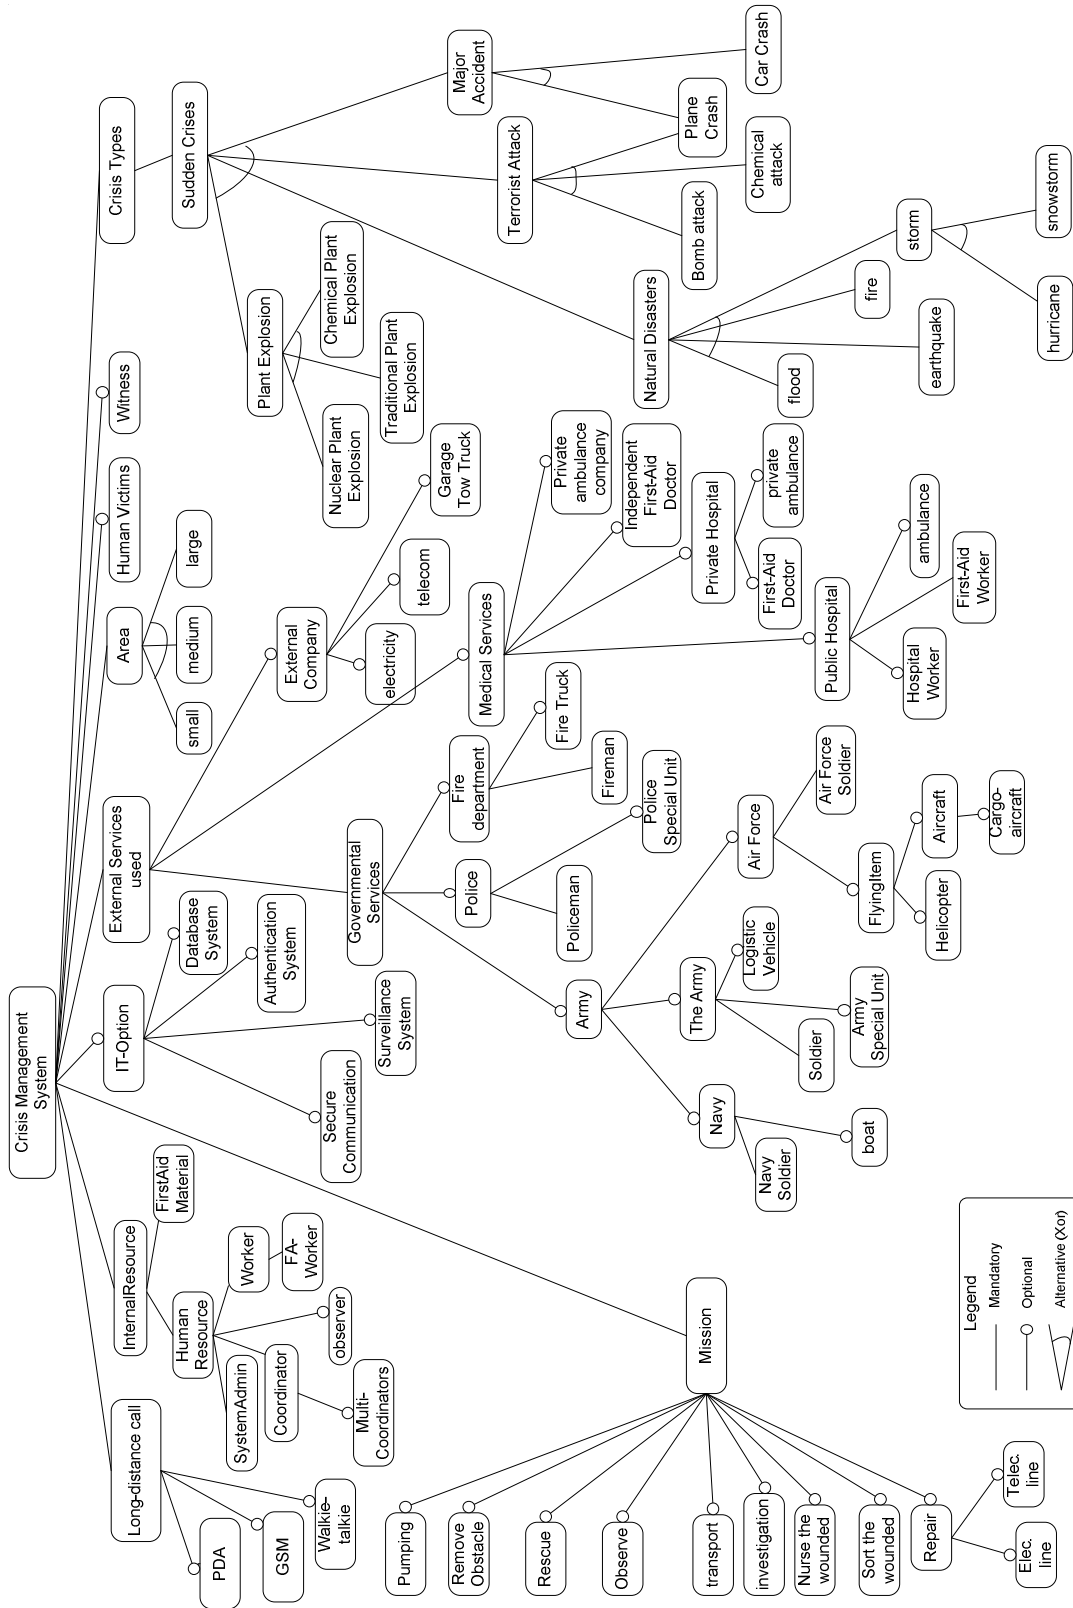 Crisis Management
System
Long-distance call
PDA
GSM
Walkie-
talkie
InternalResource
Human
Resource
FirstAid
Material
SystemAdmin
Coordinator
Multi-
Coordinators
observer
Worker
FA-
Worker
Mission
Pumping
Remove
Obstacle
Rescue
Observe
transport
investigation
Nurse the
wounded
Sort the
wounded
Repair
Elec.
line
Telec.
line
IT-Option
Secure
Communication
Surveillance
System
Authentication
System
Database
System
External Services
used
Governmental
Services
Army
Navy
Navy
Soldier
boat
The Army
Soldier
Army
Special Unit
Logistic
Vehicle
Air Force
FlyingItem
Helicopter
Aircraft
Cargo-
aircraft
Air Force
Soldier
Police
Policeman
Police
Special Unit
Fire
department
Fireman
Fire Truck
Medical Services
Public Hospital
Hospital
Worker
First-Aid
Worker
ambulance
Private Hospital
First-Aid
Doctor
private
ambulance
Independent
First-Aid
Doctor
Private
ambulance
company
External
Company
electricity
telecom
Garage
Tow Truck
Area
small
medium
large
Human Victims
Witness
Crisis Types
Sudden Crises
Plant Explosion
Nuclear Plant
Explosion
Traditional Plant
Explosion
Chemical Plant
Explosion
Natural Disasters
flood
earthquake
fire
storm
hurricane
snowstorm
Terrorist Attack
Bomb attack
Chemical
attack
Plane
Crash
Major
Accident
Car Crash
Legend
Mandatory
Optional
Alternative (Xor)